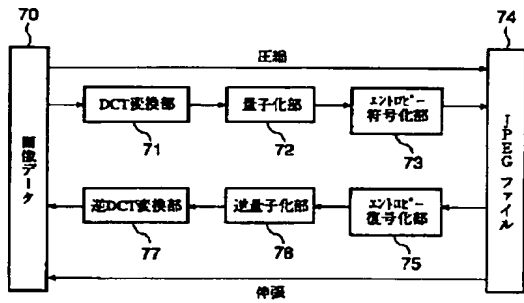 70
74
圧縮
DCT変換部
量子化部
エントロピー
符号化部
71
72
73
画像データ
JPEGファイル
逆DCT変換部
逆量子化部
エントロピー
復号化部
77
76
75
伸張